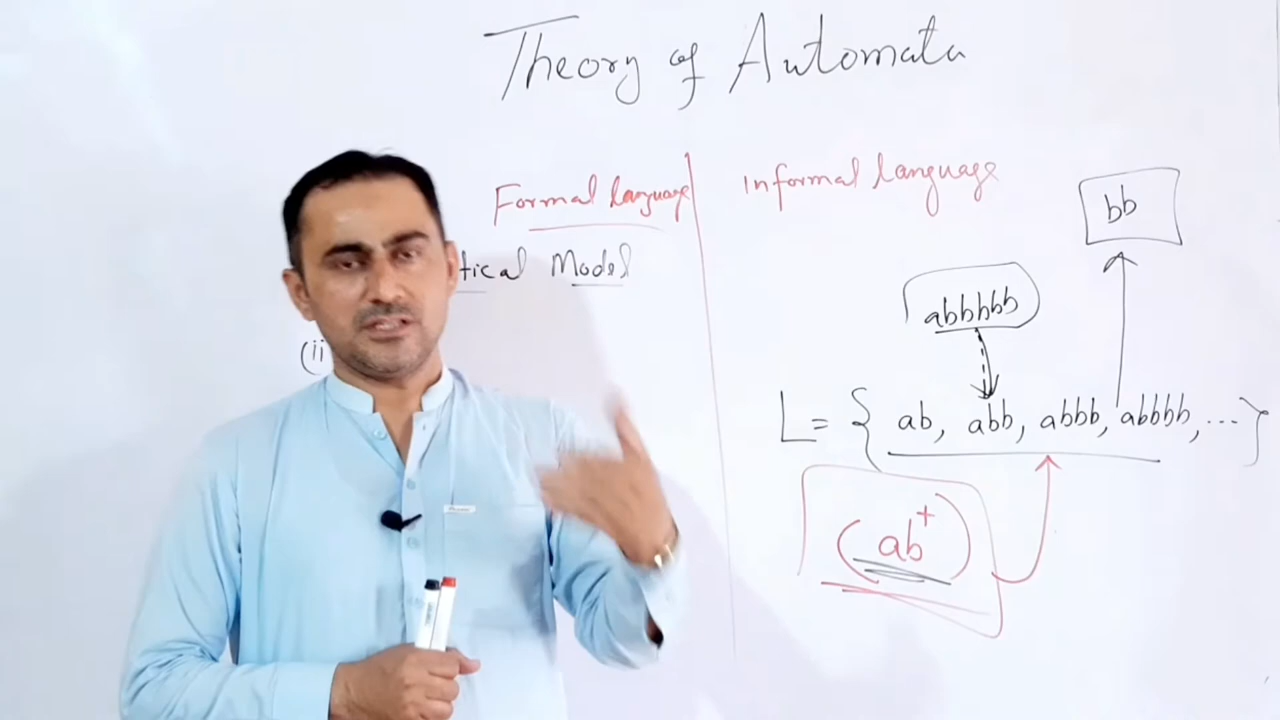 Theory of Automata
Formal language
Informal language
tical Model
(ii
bb
abbbbb
L = { ab, abb, abbb, abbbb, ... }
(ab⁺)